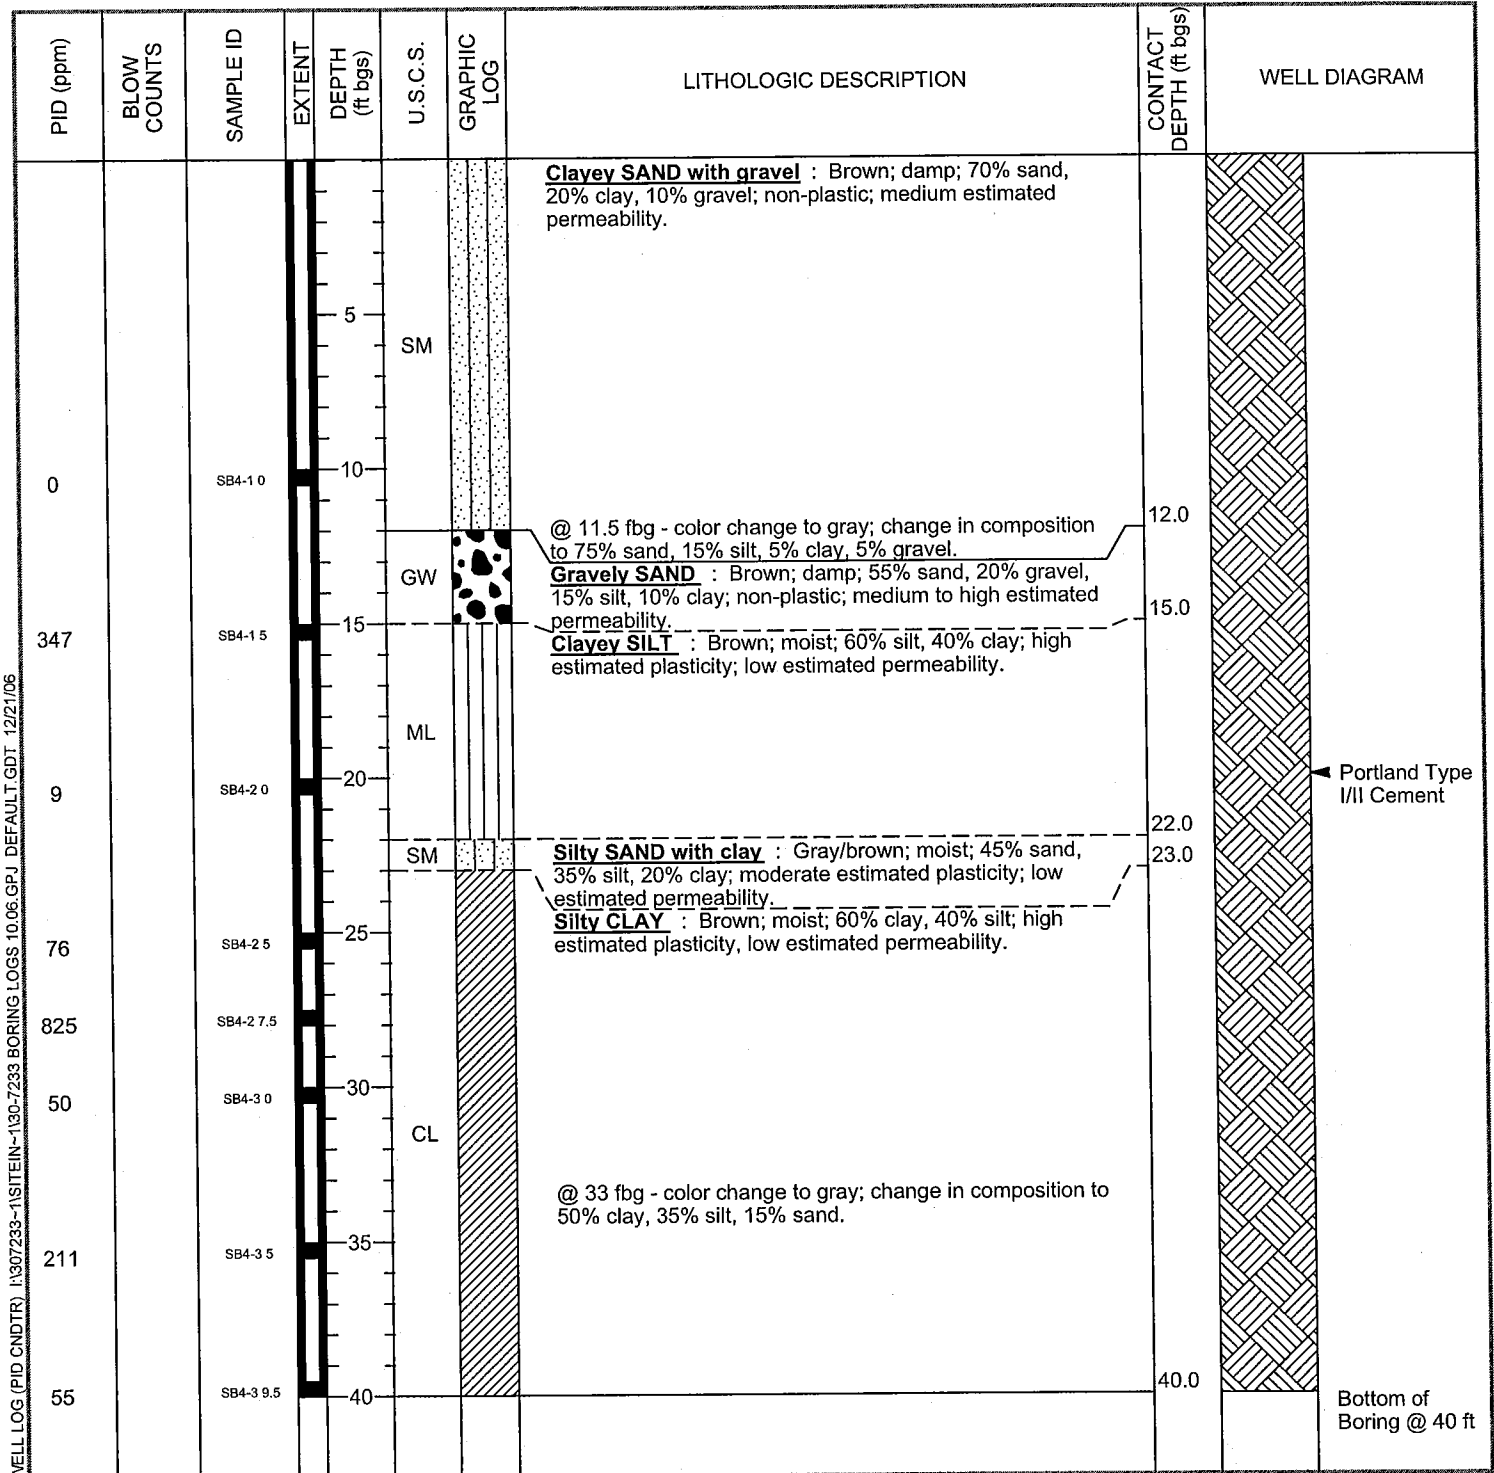 PID (ppm)
BLOW
COUNTS
SAMPLE ID
EXTENT
DEPTH
(ft bgs)
U.S.C.S.
GRAPHIC
LOG
LITHOLOGIC DESCRIPTION
CONTACT
DEPTH (ft bgs)
WELL DIAGRAM
Clayey SAND with gravel : Brown; damp; 70% sand,
20% clay, 10% gravel; non-plastic; medium estimated
permeability.
5
SM
10
0
SB4-1 0
@ 11.5 fbg - color change to gray; change in composition
to 75% sand, 15% silt, 5% clay, 5% gravel.
12.0
GW
Gravely SAND : Brown; damp; 55% sand, 20% gravel,
15% silt, 10% clay; non-plastic; medium to high estimated
permeability.
15.0
15
347
SB4-1 5
Clayey SILT : Brown; moist; 60% silt, 40% clay; high
estimated plasticity; low estimated permeability.
ML
20
9
SB4-2 0
Portland Type
I/II Cement
22.0
SM
Silty SAND with clay : Gray/brown; moist; 45% sand,
35% silt, 20% clay; moderate estimated plasticity; low
estimated permeability.
23.0
Silty CLAY : Brown; moist; 60% clay, 40% silt; high
estimated plasticity, low estimated permeability.
25
76
SB4-2 5
825
SB4-2 7.5
30
50
SB4-3 0
CL
@ 33 fbg - color change to gray; change in composition to
50% clay, 35% silt, 15% sand.
35
211
SB4-3 5
55
SB4-3 9.5
40
40.0
Bottom of
Boring @ 40 ft
WELL LOG (PID CNDTR) I:\307233~1\SITEIN~1\30-7233 BORING LOGS 10.06.GPJ DEFAULT.GDT 12/21/06